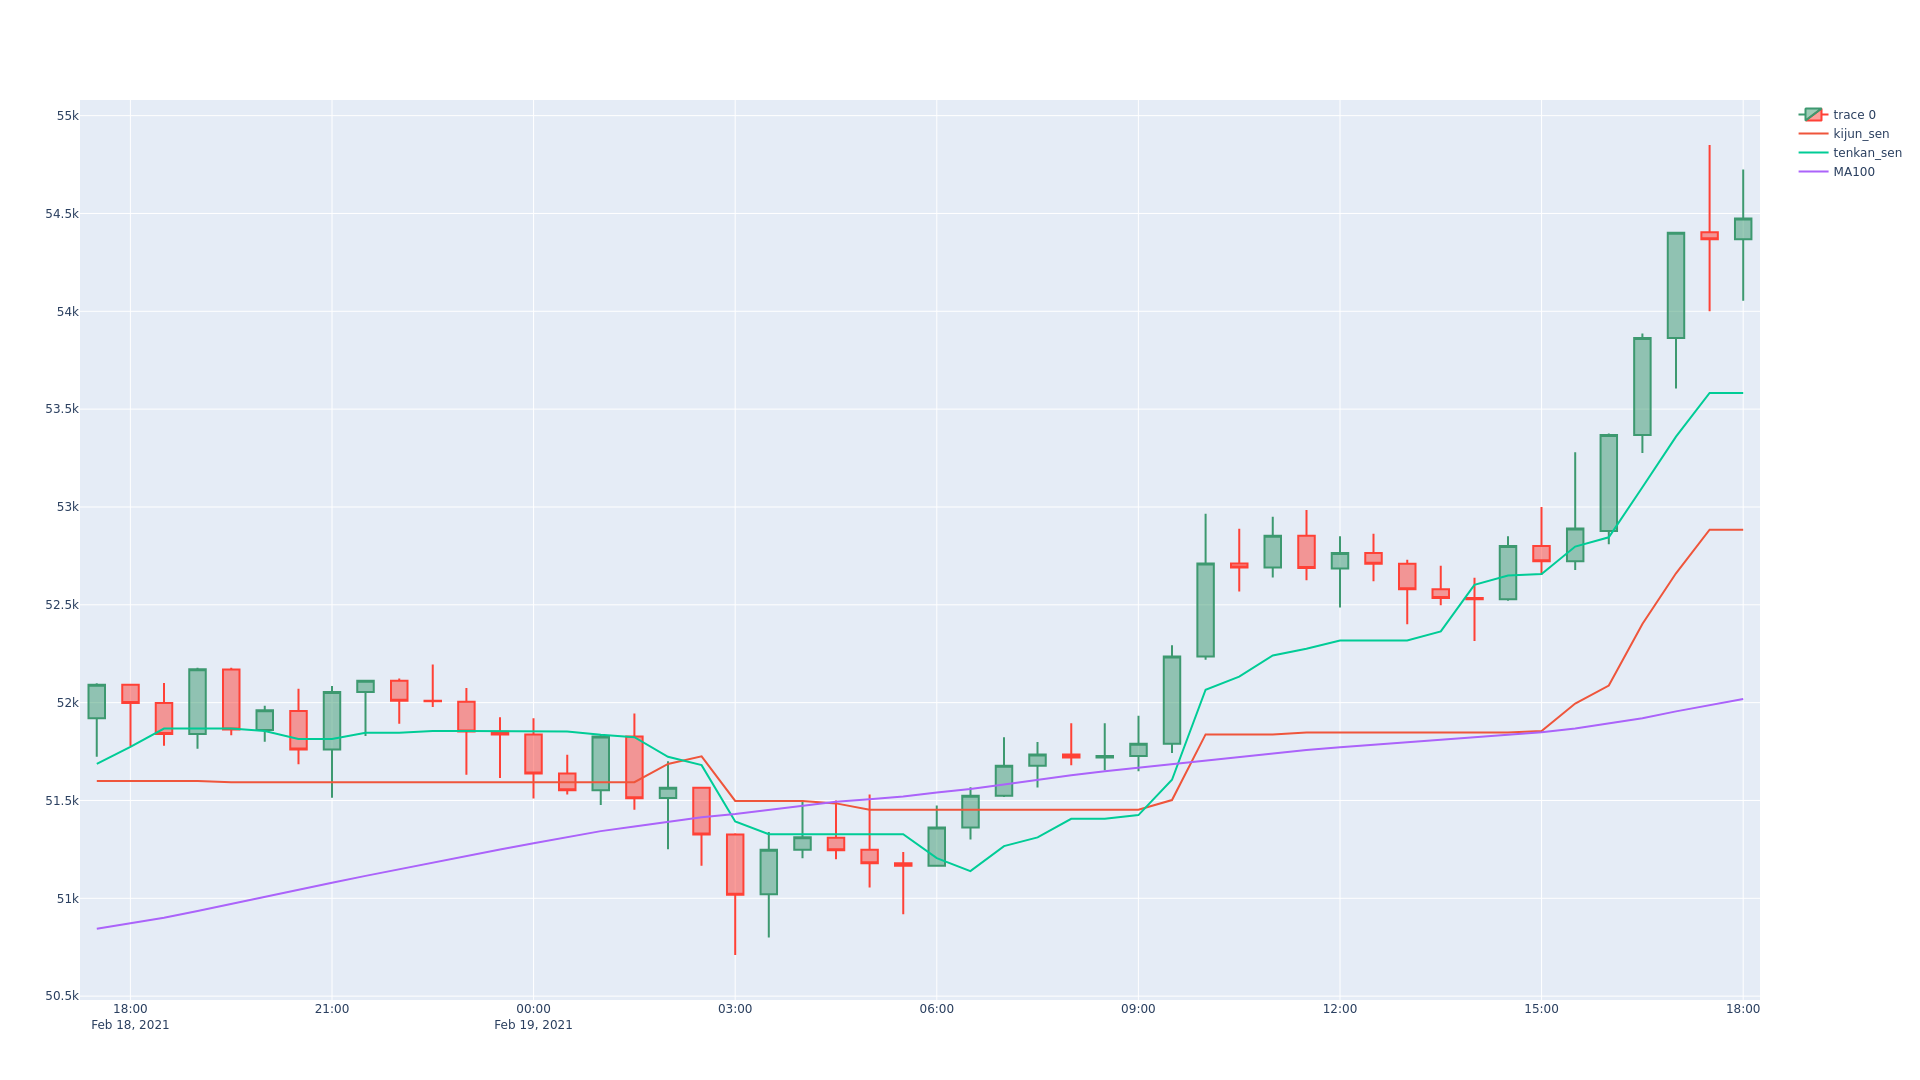 55k
54.5k
54k
53.5k
53k
52.5k
52k
51.5k
51k
50.5k
18:00 21:00 00:00 03:00 06:00 09:00 12:00 15:00 18:00
Feb 18, 2021 Feb 19, 2021
trace 0
kijun_sen
tenkan_sen
MA100